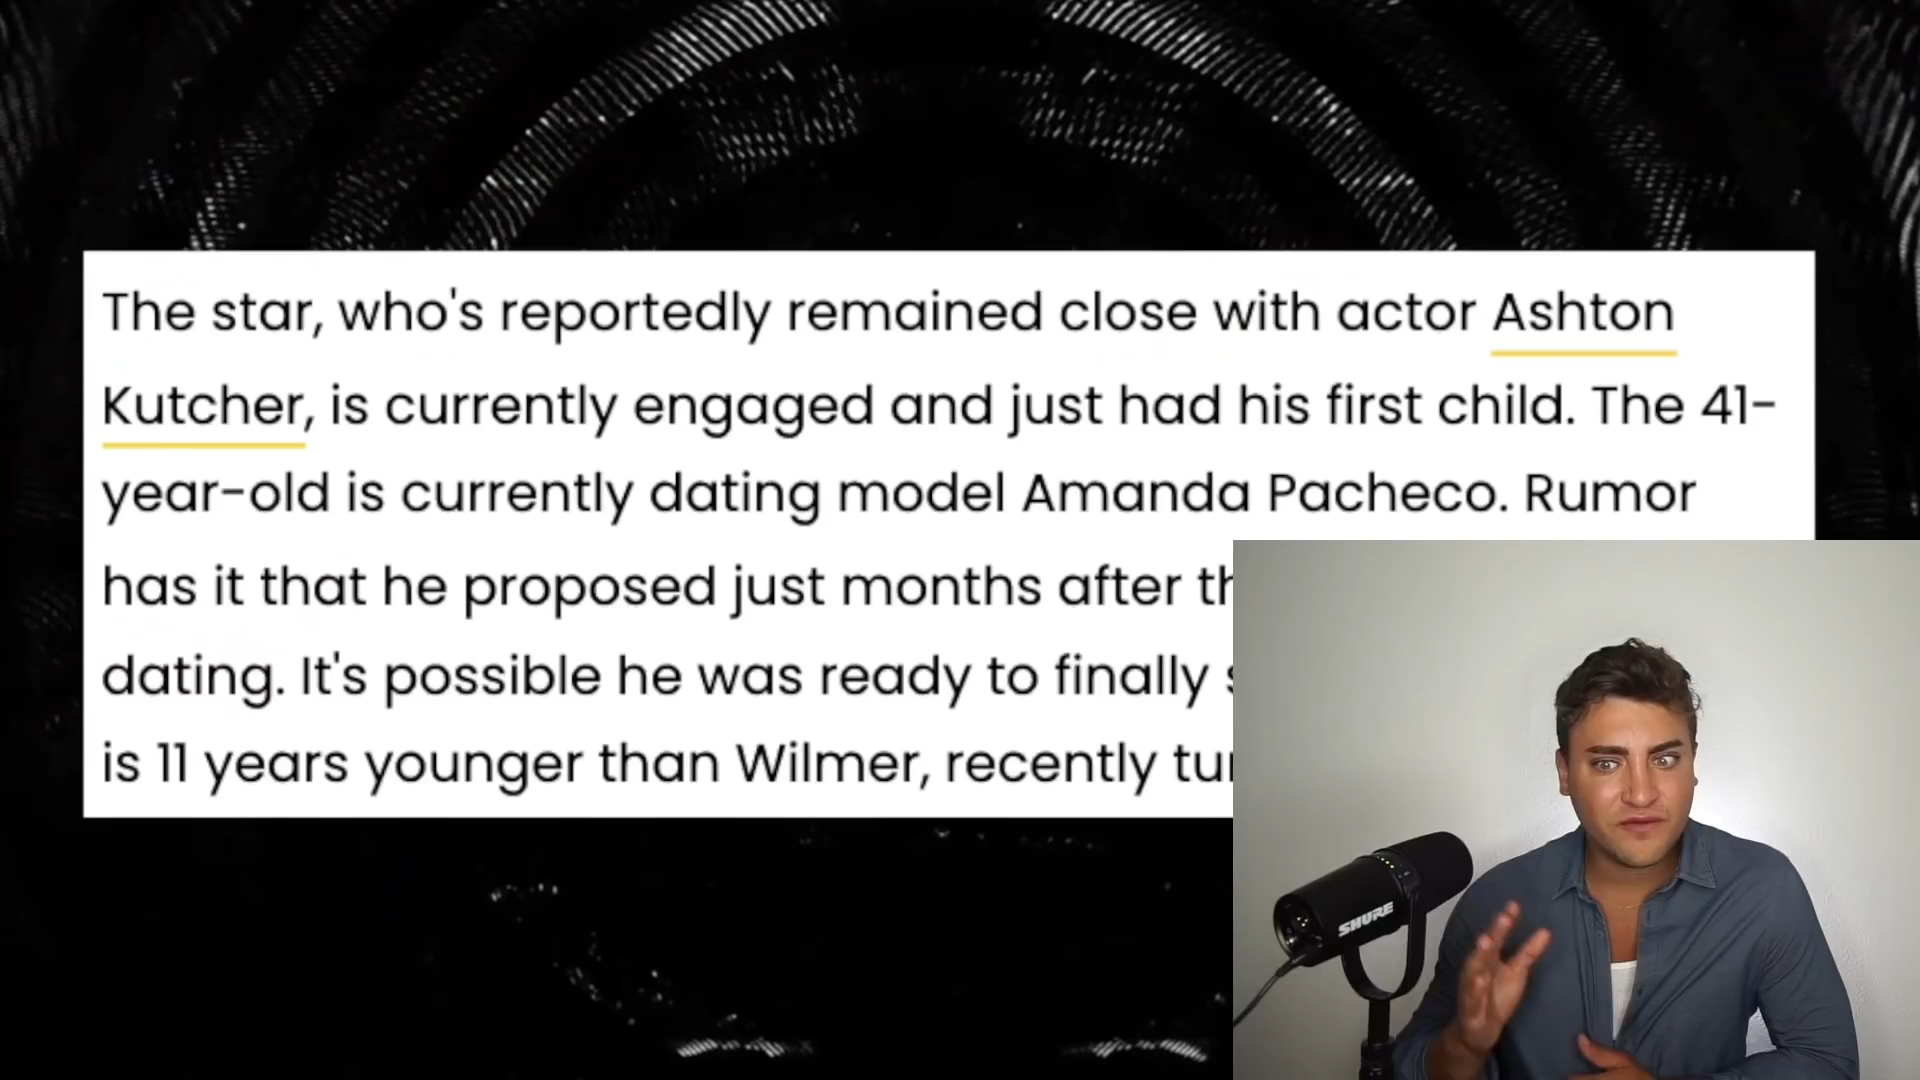 The star, who's reportedly remained close with actor Ashton
Kutcher, is currently engaged and just had his first child. The 41-
year-old is currently dating model Amanda Pacheco. Rumor
has it that he proposed just months after
dating. It's possible he was ready to finally
is 11 years younger than Wilmer, recently
SHURE